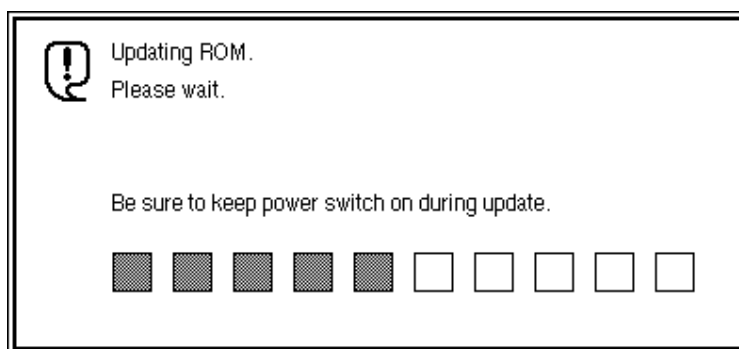 Updating ROM.
Please wait.
Be sure to keep power switch on during update.